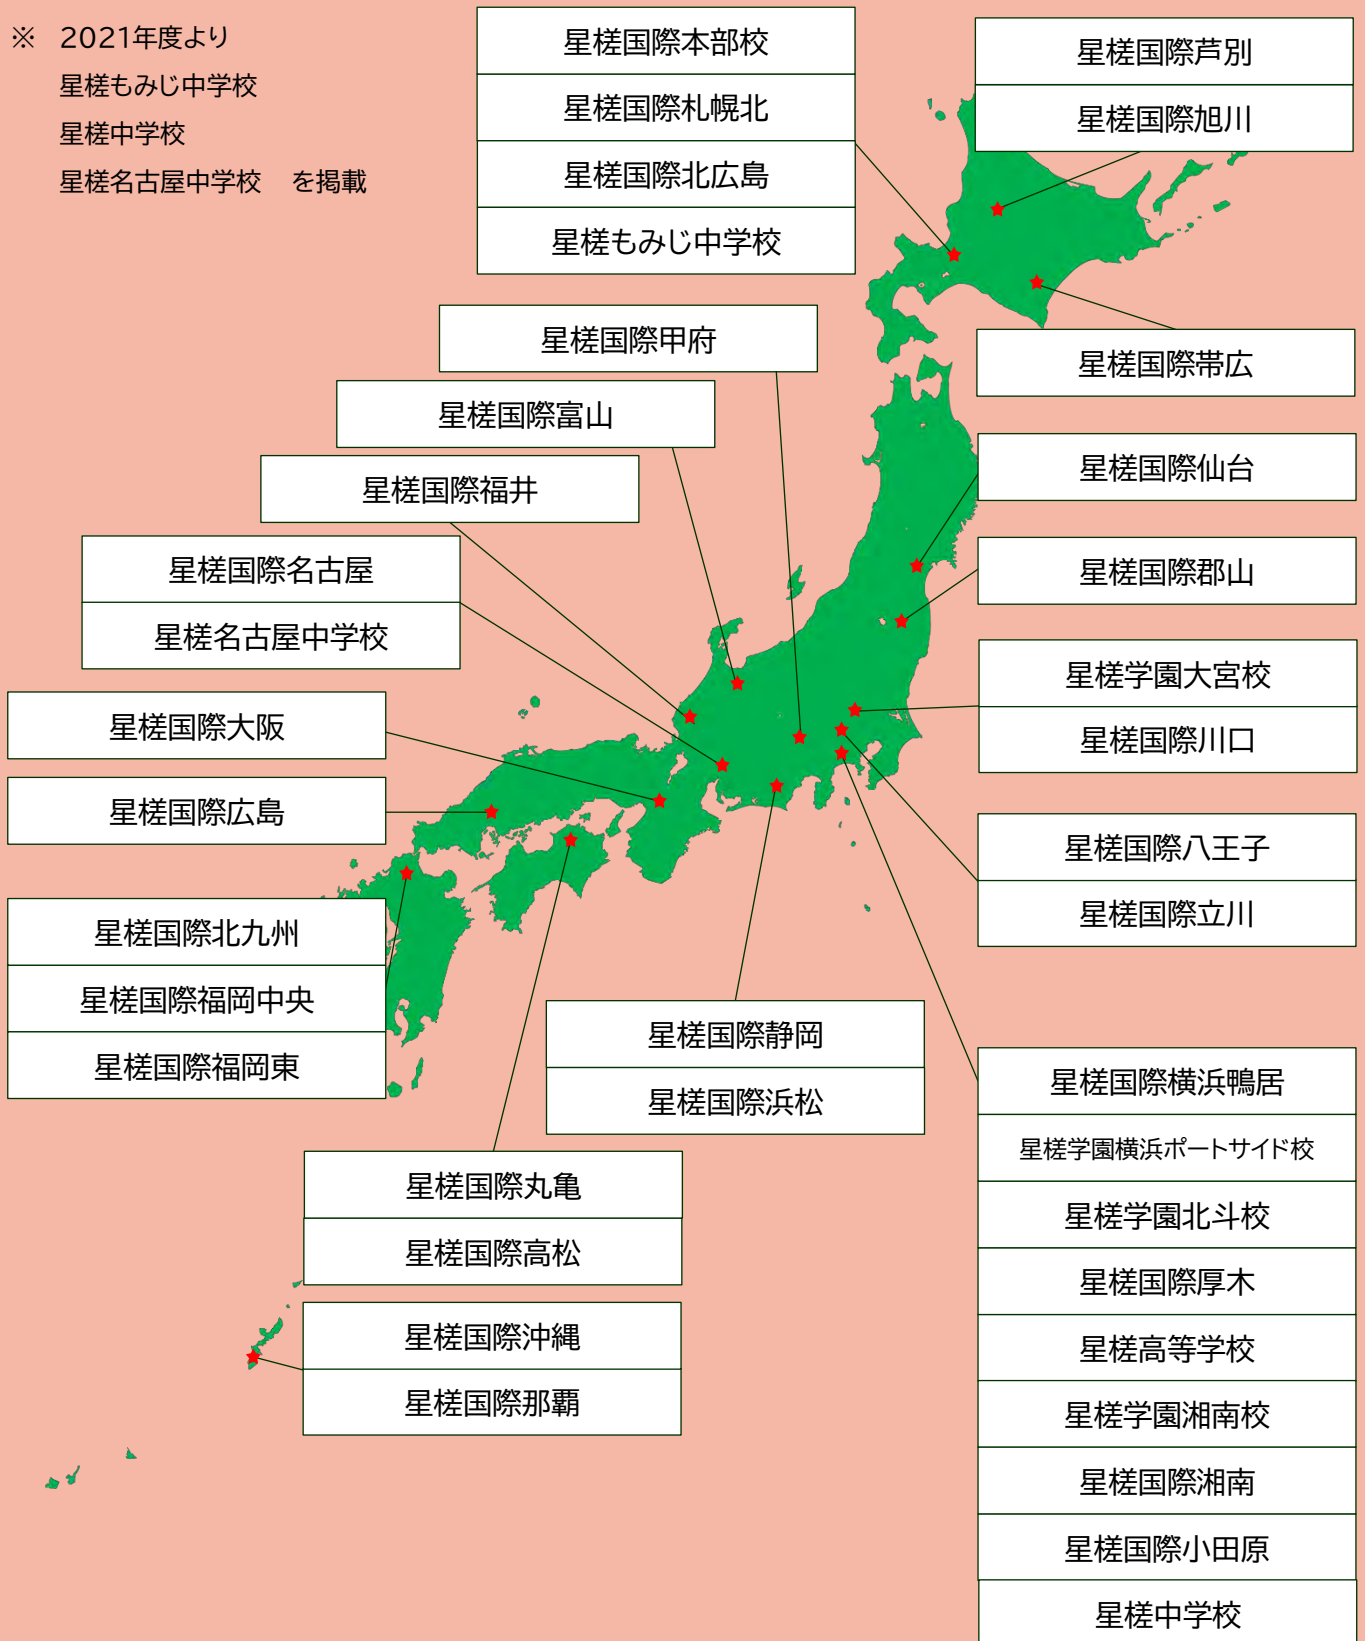 ※ 2021年度より
星槎もみじ中学校
星槎中学校
星槎名古屋中学校 を掲載
星槎国際本部校
星槎国際札幌北
星槎国際北広島
星槎もみじ中学校
星槎国際芦別
星槎国際旭川
星槎国際帯広
星槎国際甲府
星槎国際富山
星槎国際福井
星槎国際名古屋
星槎名古屋中学校
星槎国際仙台
星槎国際郡山
星槎学園大宮校
星槎国際川口
星槎国際大阪
星槎国際広島
星槎国際八王子
星槎国際立川
星槎国際北九州
星槎国際福岡中央
星槎国際福岡東
星槎国際静岡
星槎国際浜松
星槎国際丸亀
星槎国際高松
星槎国際沖縄
星槎国際那覇
星槎国際横浜鴨居
星槎学園横浜ポートサイド校
星槎学園北斗校
星槎国際厚木
星槎高等学校
星槎学園湘南校
星槎国際湘南
星槎国際小田原
星槎中学校